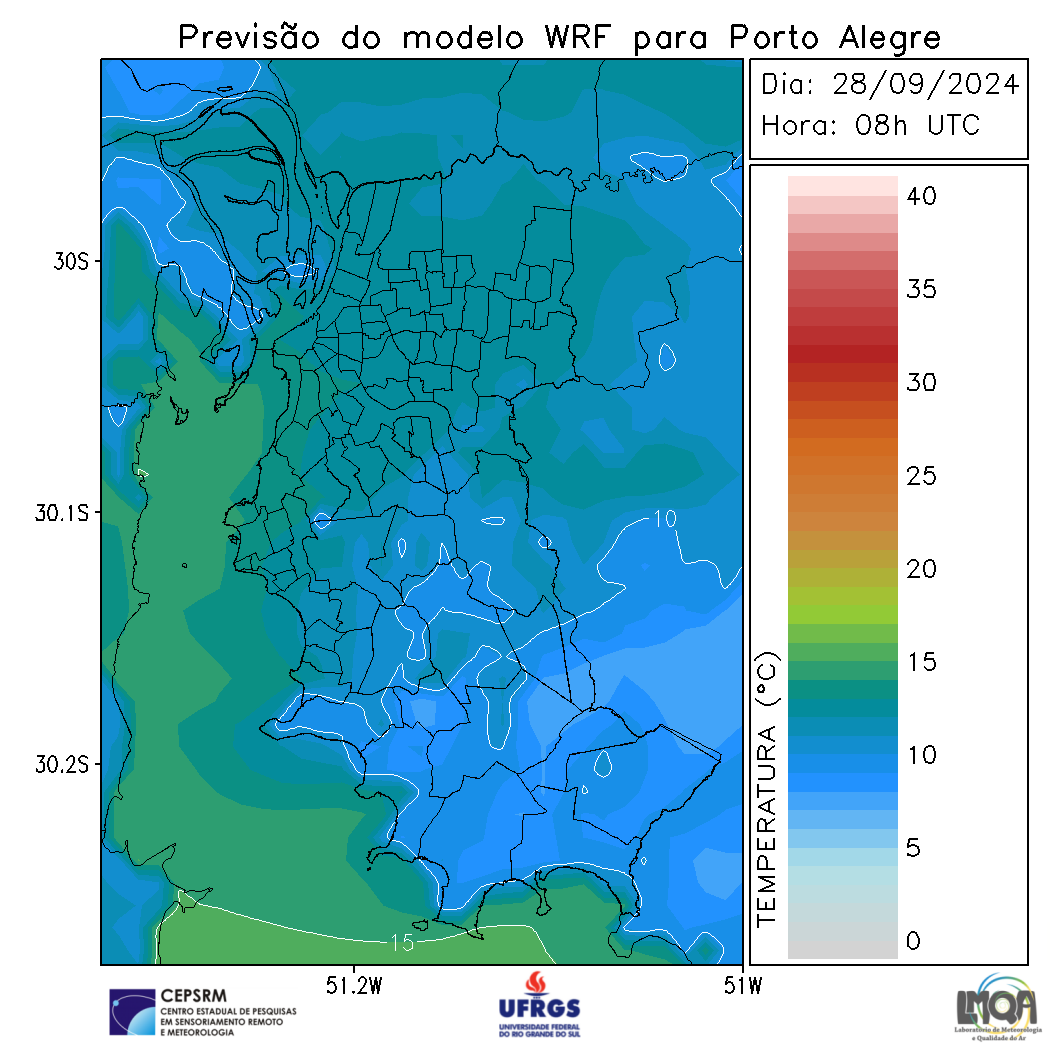 Previsão do modelo WRF para Porto Alegre
Dia: 28/09/2024
Hora: 08h UTC
40
35
30
25
20
15
10
5
0
TEMPERATURA (°C)
30S
30.1S
30.2S
10
15
51.2W
51W
CEPSRM
CENTRO ESTADUAL DE PESQUISAS
EM SENSORIAMENTO REMOTO
E METEOROLOGIA
UFRGS
UNIVERSIDADE FEDERAL
DO RIO GRANDE DO SUL
LMQA
Laboratório de Meteorologia
e Qualidade do Ar